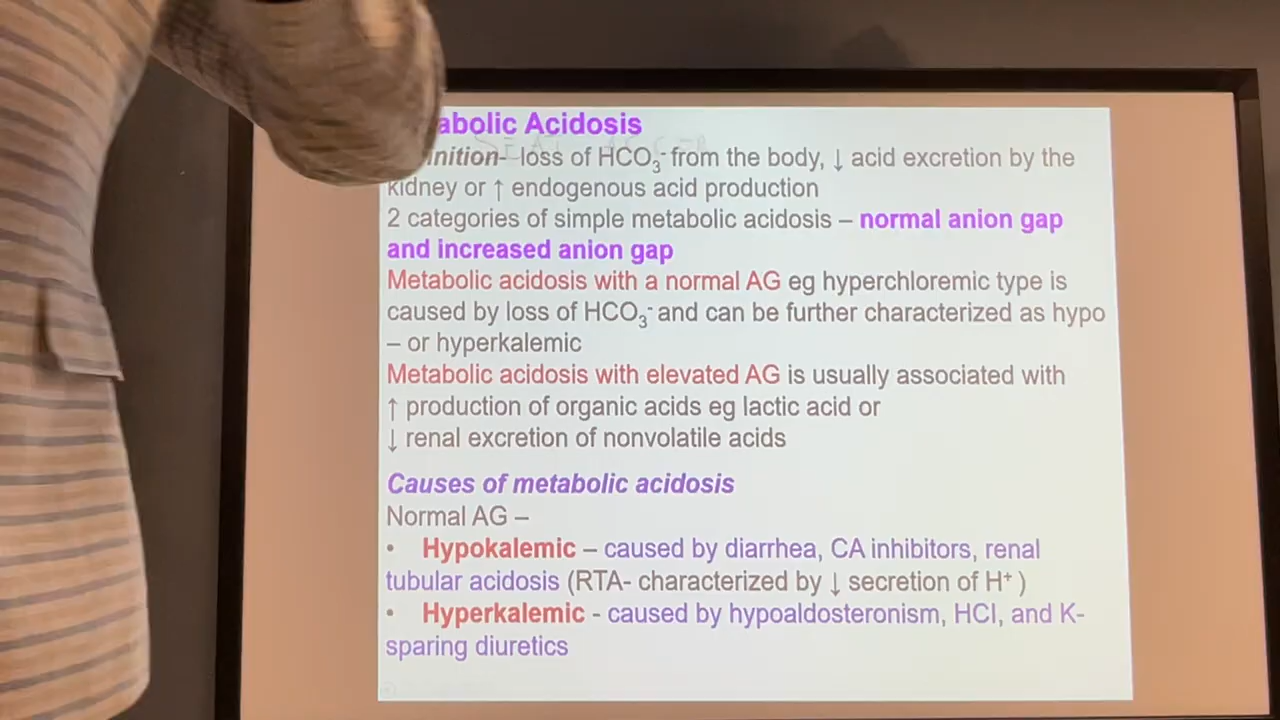 abolic Acidosis
inition- loss of HCO₃⁻ from the body, ↓ acid excretion by the
kidney or ↑ endogenous acid production
2 categories of simple metabolic acidosis – normal anion gap
and increased anion gap
Metabolic acidosis with a normal AG eg hyperchloremic type is
caused by loss of HCO₃⁻ and can be further characterized as hypo
– or hyperkalemic
Metabolic acidosis with elevated AG is usually associated with
↑ production of organic acids eg lactic acid or
↓ renal excretion of nonvolatile acids
Causes of metabolic acidosis
Normal AG –
• Hypokalemic – caused by diarrhea, CA inhibitors, renal
tubular acidosis (RTA- characterized by ↓ secretion of H⁺ )
• Hyperkalemic - caused by hypoaldosteronism, HCl, and K-
sparing diuretics